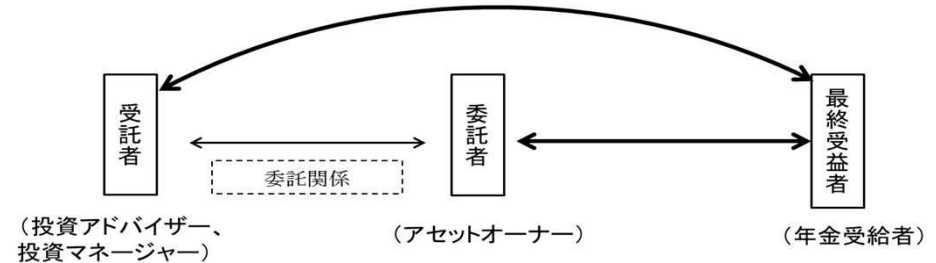 受託者
委託者
最終受益者
委託関係
（投資アドバイザー、
投資マネージャー）
（アセットオーナー）
（年金受給者）